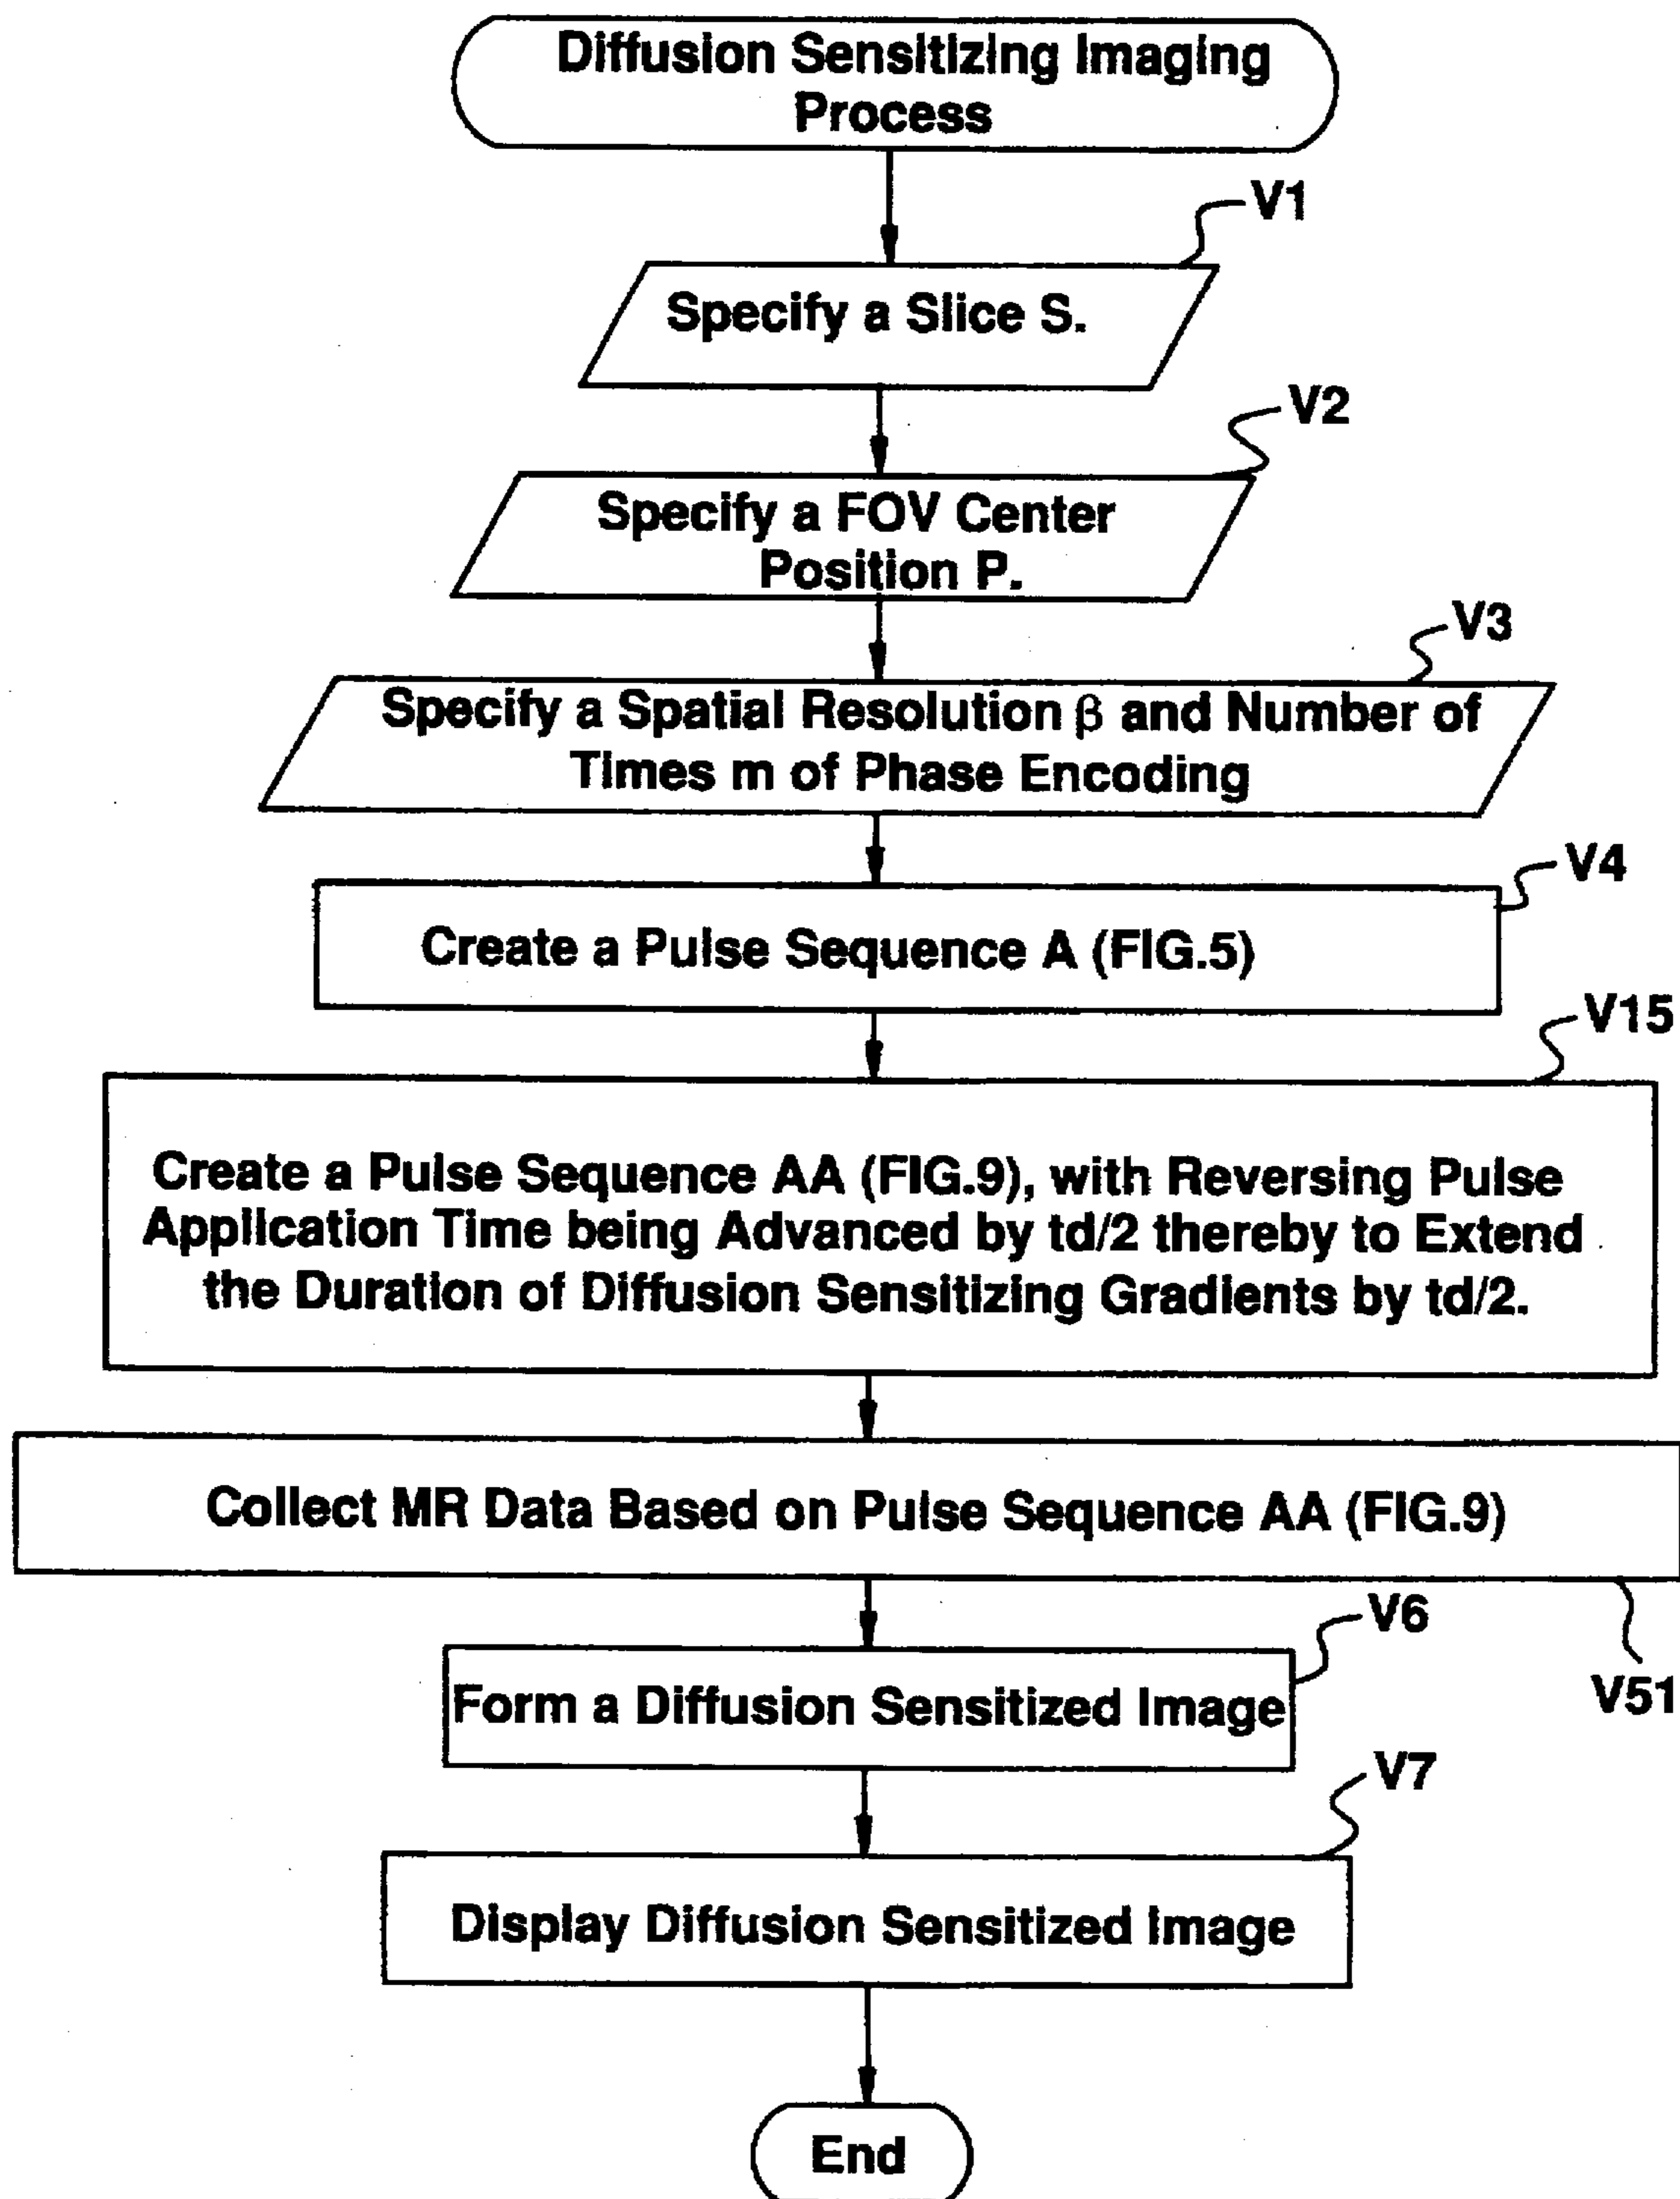 Diffusion Sensitizing Imaging
Process
V1
Specify a Slice S.
V2
Specify a FOV Center
Position P.
V3
Specify a Spatial Resolution β and Number of
Times m of Phase Encoding
V4
Create a Pulse Sequence A (FIG.5)
V15
Create a Pulse Sequence AA (FIG.9), with Reversing Pulse
Application Time being Advanced by td/2 thereby to Extend
the Duration of Diffusion Sensitizing Gradients by td/2.
Collect MR Data Based on Pulse Sequence AA (FIG.9)
V51
V6
Form a Diffusion Sensitized Image
V7
Display Diffusion Sensitized Image
End